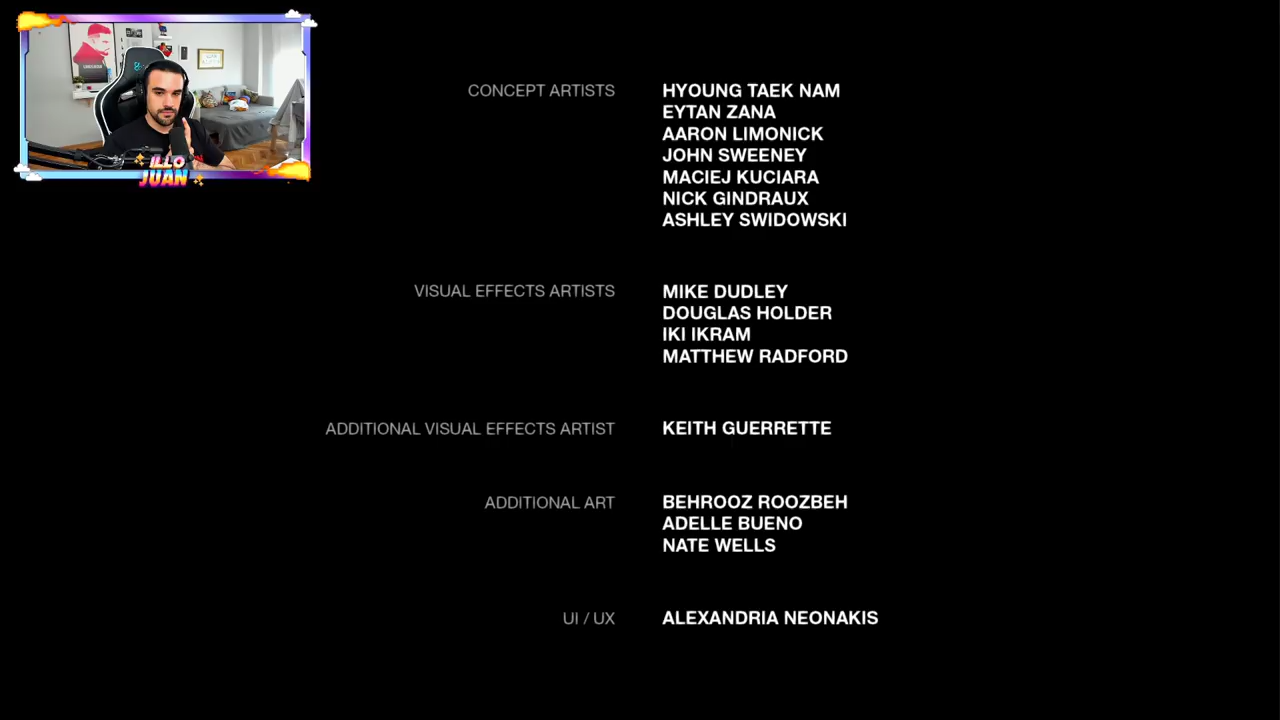 ILLO
JUAN
CONCEPT ARTISTS HYOUNG TAEK NAM
EYTAN ZANA
AARON LIMONICK
JOHN SWEENEY
MACIEJ KUCIARA
NICK GINDRAUX
ASHLEY SWIDOWSKI
VISUAL EFFECTS ARTISTS MIKE DUDLEY
DOUGLAS HOLDER
IKI IKRAM
MATTHEW RADFORD
ADDITIONAL VISUAL EFFECTS ARTIST KEITH GUERRETTE
ADDITIONAL ART BEHROOZ ROOZBEH
ADELLE BUENO
NATE WELLS
UI / UX ALEXANDRIA NEONAKIS